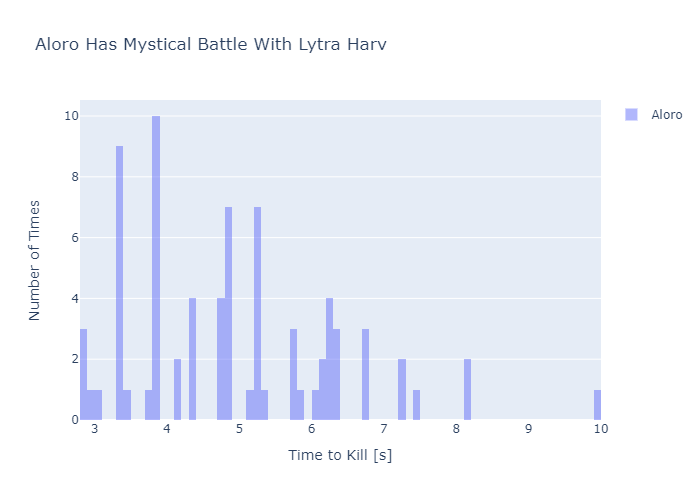 Aloro Has Mystical Battle With Lytra Harv
Aloro
Number of Times
10
8
6
4
2
0
3 4 5 6 7 8 9 10
Time to Kill [s]